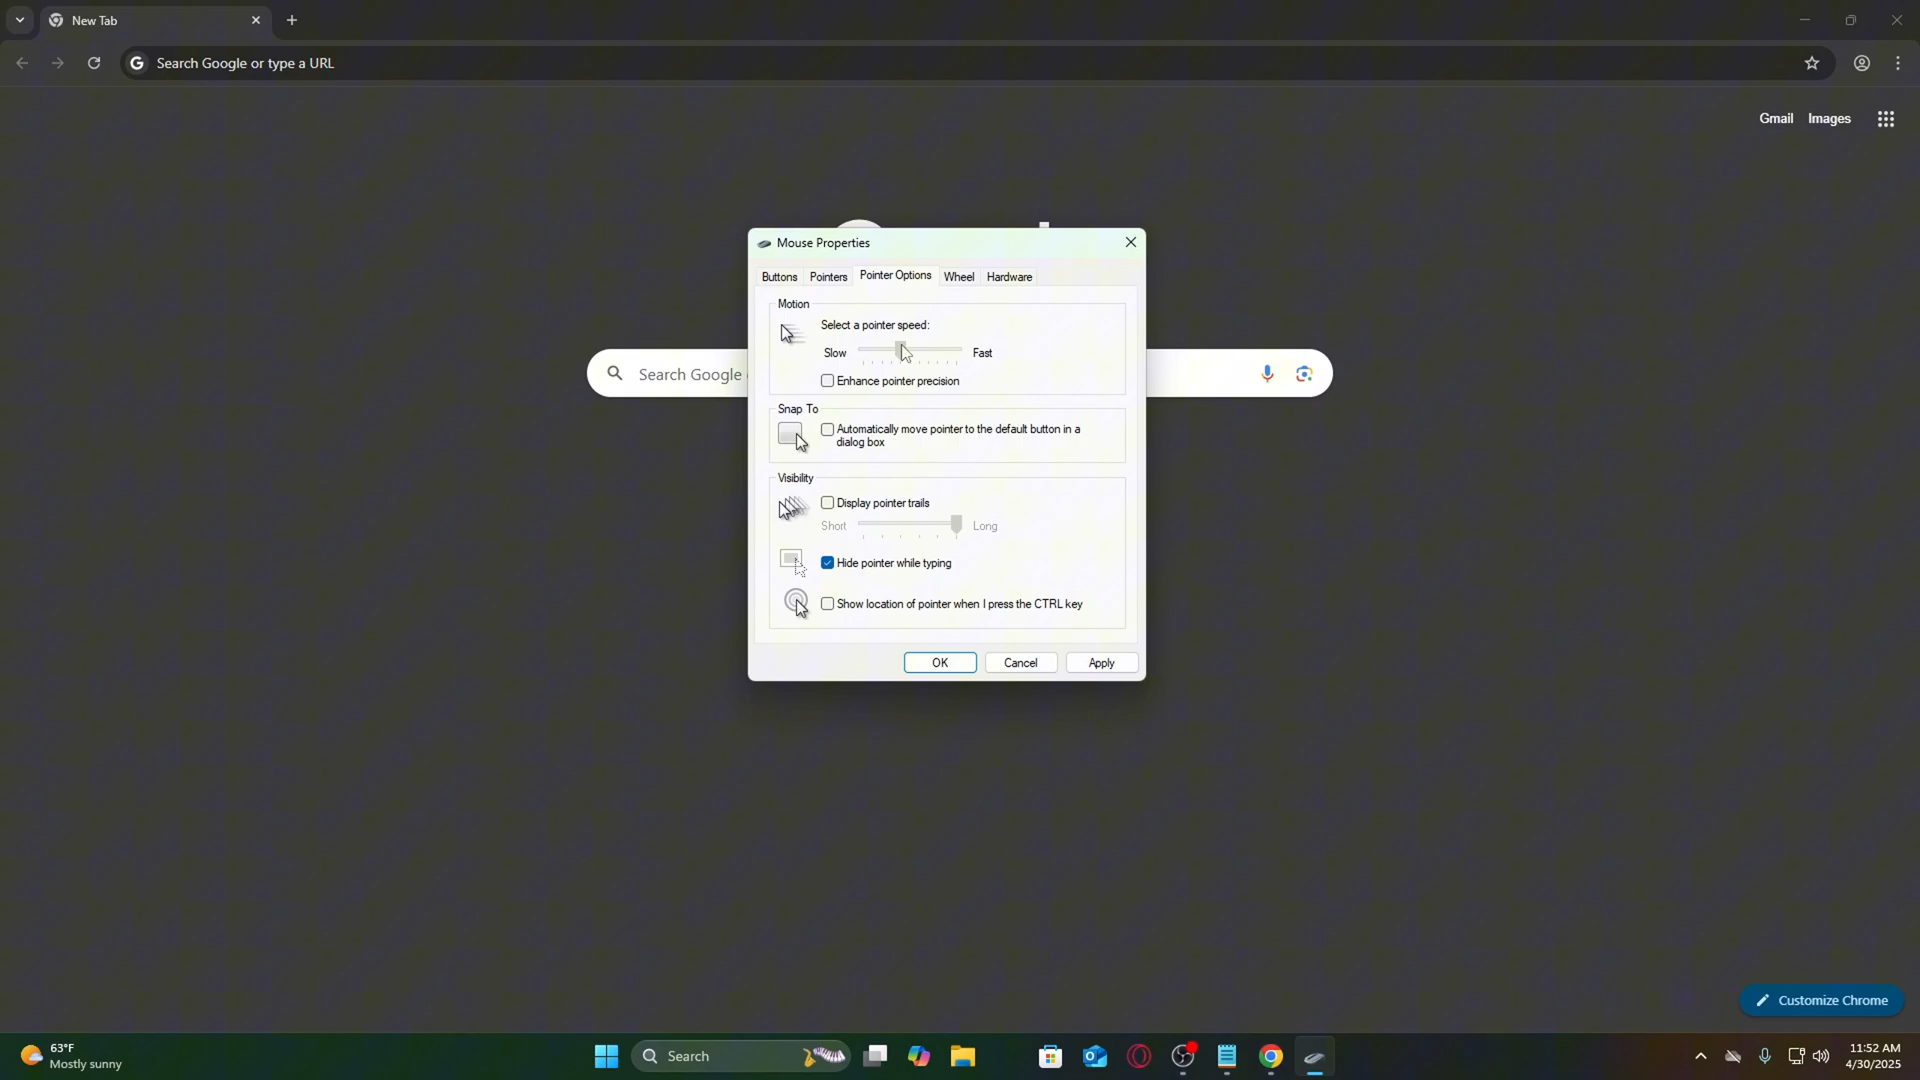 New Tab
Search Google or type a URL
Gmail Images
Mouse Properties
Buttons Pointers Pointer Options Wheel Hardware
Motion
Select a pointer speed:
Slow Fast
Enhance pointer precision
Search Google
Snap To
Automatically move pointer to the default button in a
dialog box
Visibility
Display pointer trails
Short Long
Hide pointer while typing
Show location of pointer when I press the CTRL key
OK Cancel Apply
Customize Chrome
63°F
Mostly sunny
Search
11:52 AM
4/30/2025